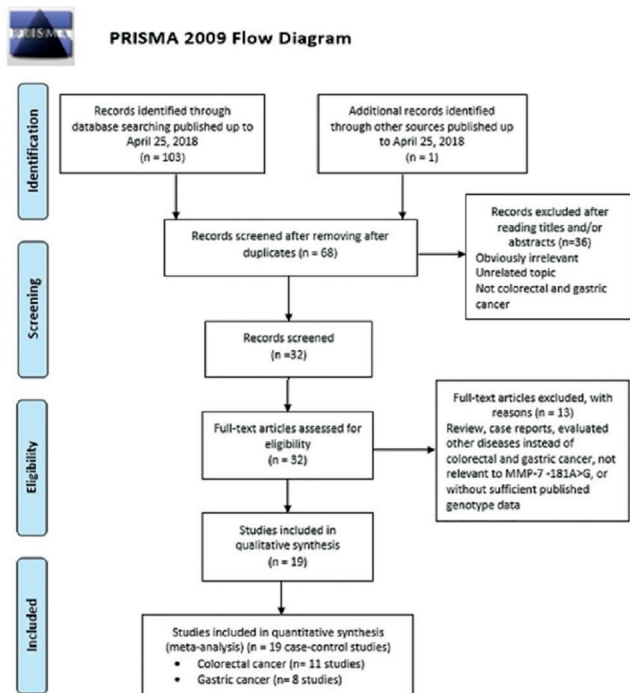 PRISMA
PRISMA 2009 Flow Diagram
Identification
Records identified through
database searching published up to
April 25, 2018
(n = 103)
Additional records identified
through other sources published up
to April 25, 2018
(n = 1)
Records screened after removing after
duplicates (n = 68)
Records excluded after
reading titles and/or
abstracts (n=36)
Obviously irrelevant
Unrelated topic
Not colorectal and gastric
cancer
Screening
Records screened
(n =32)
Eligibility
Full-text articles assessed for
eligibility
(n = 32)
Full-text articles excluded, with
reasons (n = 13)
Review, case reports, evaluated
other diseases instead of
colorectal and gastric cancer, not
relevant to MMP-7 -181A>G, or
without sufficient published
genotype data
Studies included in
qualitative synthesis
(n = 19)
Included
Studies included in quantitative synthesis
(meta-analysis) (n = 19 case-control studies)
• Colorectal cancer (n= 11 studies)
• Gastric cancer (n= 8 studies)